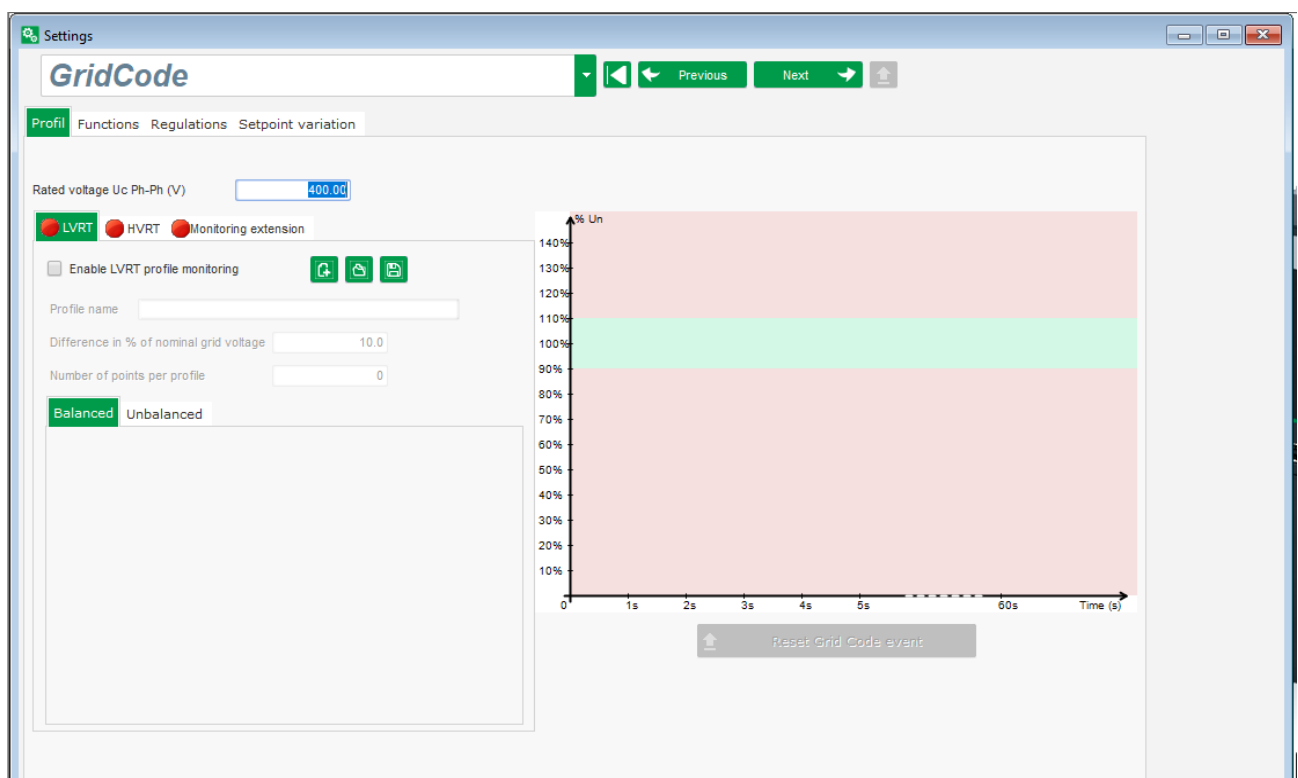 Settings
GridCode
Previous Next
Profil Functions Regulations Setpoint variation
Rated voltage Uc Ph-Ph (V) 400.00
LVRT HVRT Monitoring extension
Enable LVRT profile monitoring
Profile name
Difference in % of nominal grid voltage 10.0
Number of points per profile 0
Balanced Unbalanced
% Un
140%
130%
120%
110%
100%
90%
80%
70%
60%
50%
40%
30%
20%
10%
0 1s 2s 3s 4s 5s 60s Time (s)
Reset Grid Code event